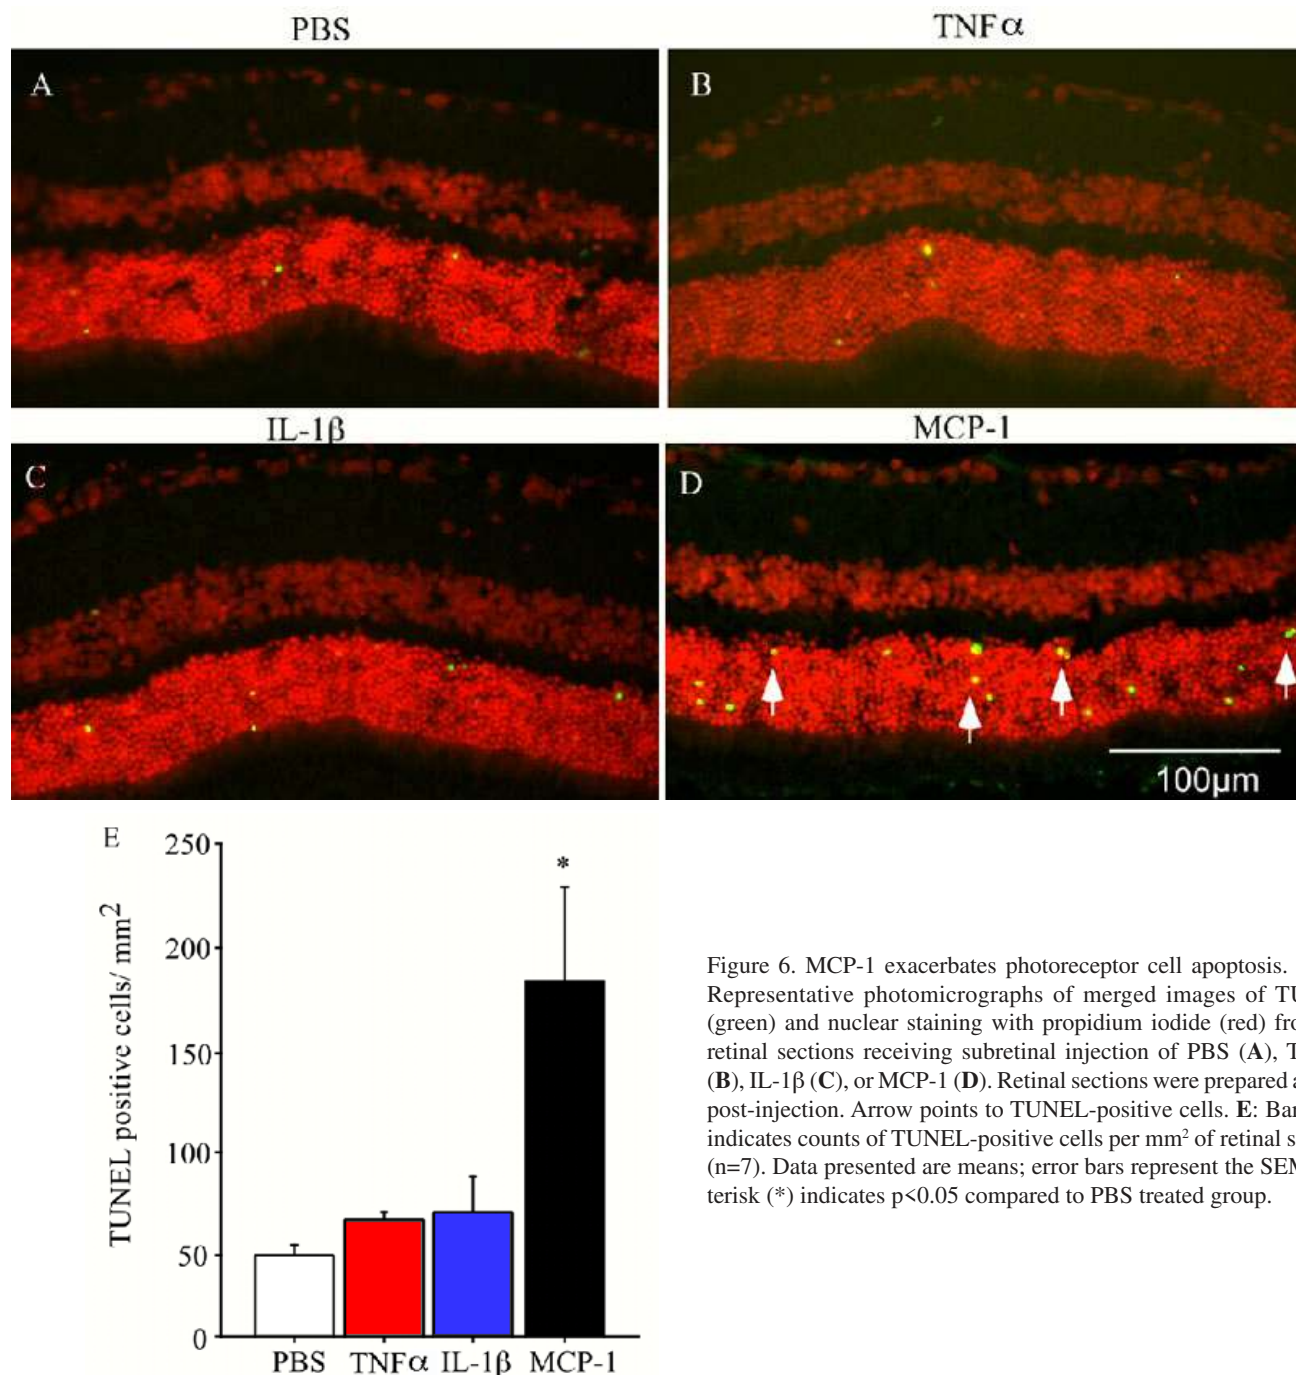 PBS
TNFα
A
B
IL-1β
MCP-1
C
D
100µm
E
TUNEL positive cells/ mm²
250
200
150
100
50
0
*
PBS TNFα IL-1β MCP-1
Figure 6. MCP-1 exacerbates photoreceptor cell apoptosis.
Representative photomicrographs of merged images of
(green) and nuclear staining with propidium iodide (red)
retinal sections receiving subretinal injection of PBS (A),
(B), IL-1β (C), or MCP-1 (D). Retinal sections were prepared
post-injection. Arrow points to TUNEL-positive cells. E: Bar
indicates counts of TUNEL-positive cells per mm² of retinal
(n=7). Data presented are means; error bars represent the SEM
terisk (*) indicates p<0.05 compared to PBS treated group.